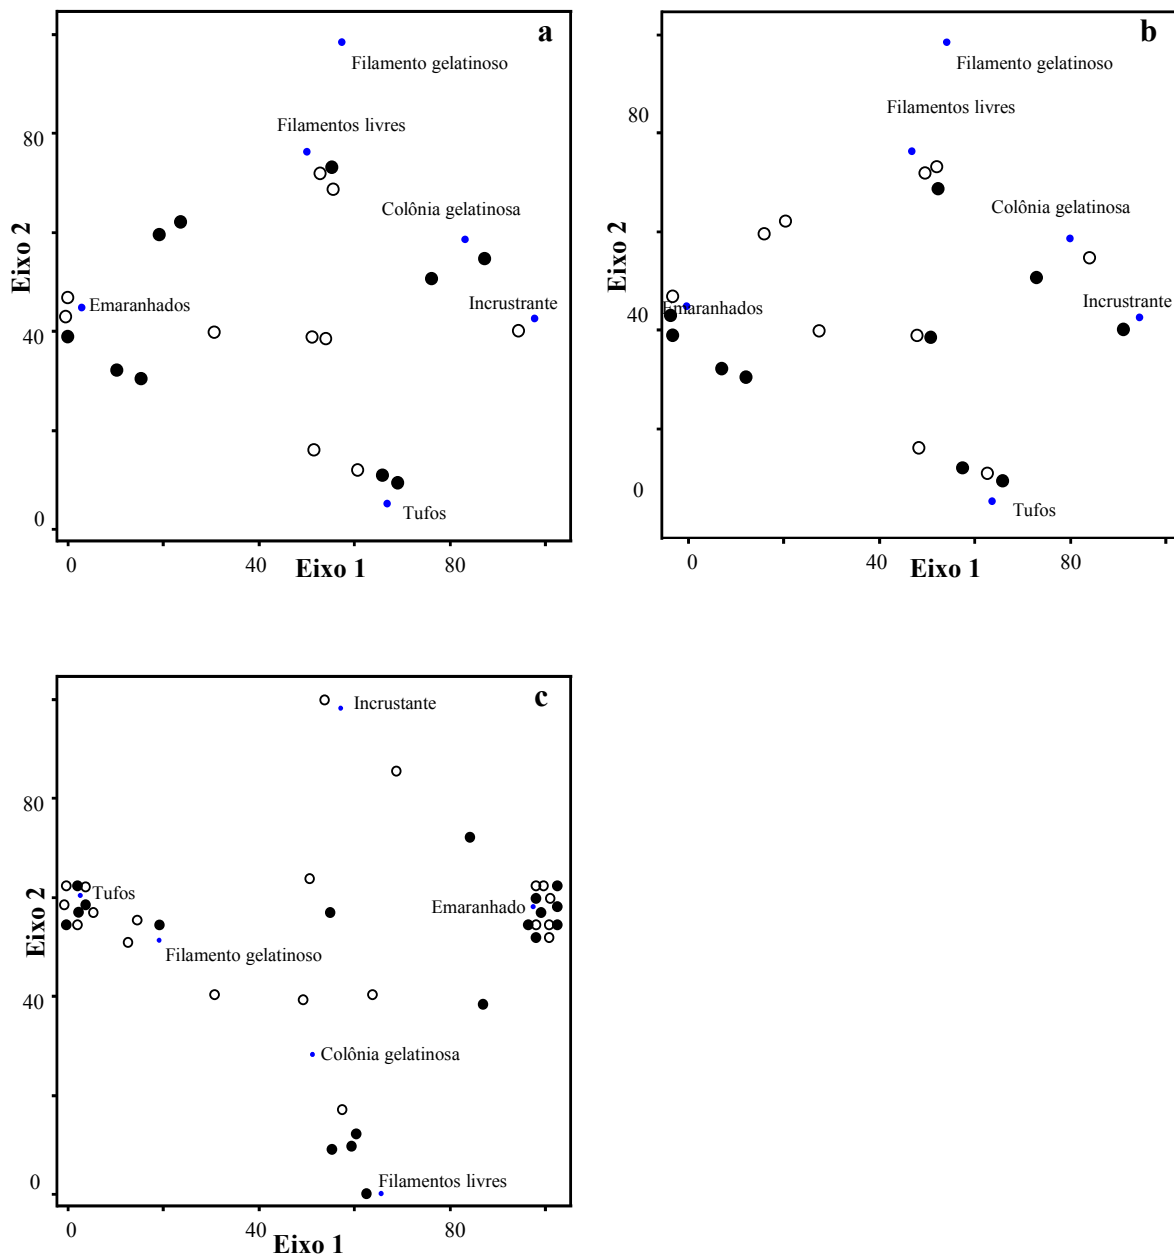 a
Filamento gelatinoso
80
Filamentos livres
Colônia gelatinosa
Eixo 2
Emaranhados
Incrustante
40
Tufos
0
0
40
80
Eixo 1
b
Filamento gelatinoso
80
Filamentos livres
Colônia gelatinosa
Eixo 2
Emaranhados
Incrustrante
40
0
Tufos
0
40
80
Eixo 1
c
Incrustante
80
Eixo 2
Tufos
Emaranhado
Filamento gelatinoso
40
Colônia gelatinosa
Filamentos livres
0
0
40
80
Eixo 1